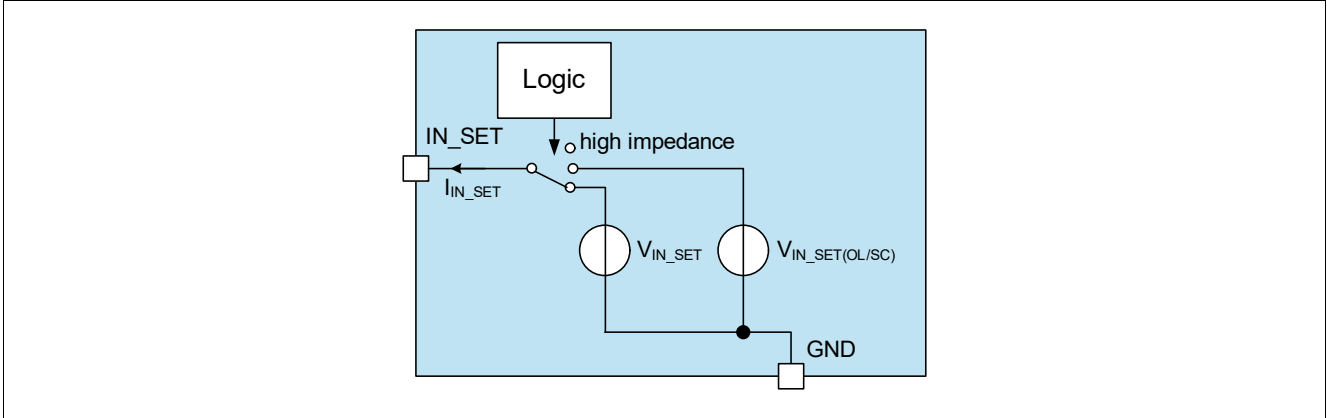 Logic
IN_SET
high impedance
I_IN_SET
V_IN_SET
V_IN_SET(OL/SC)
GND